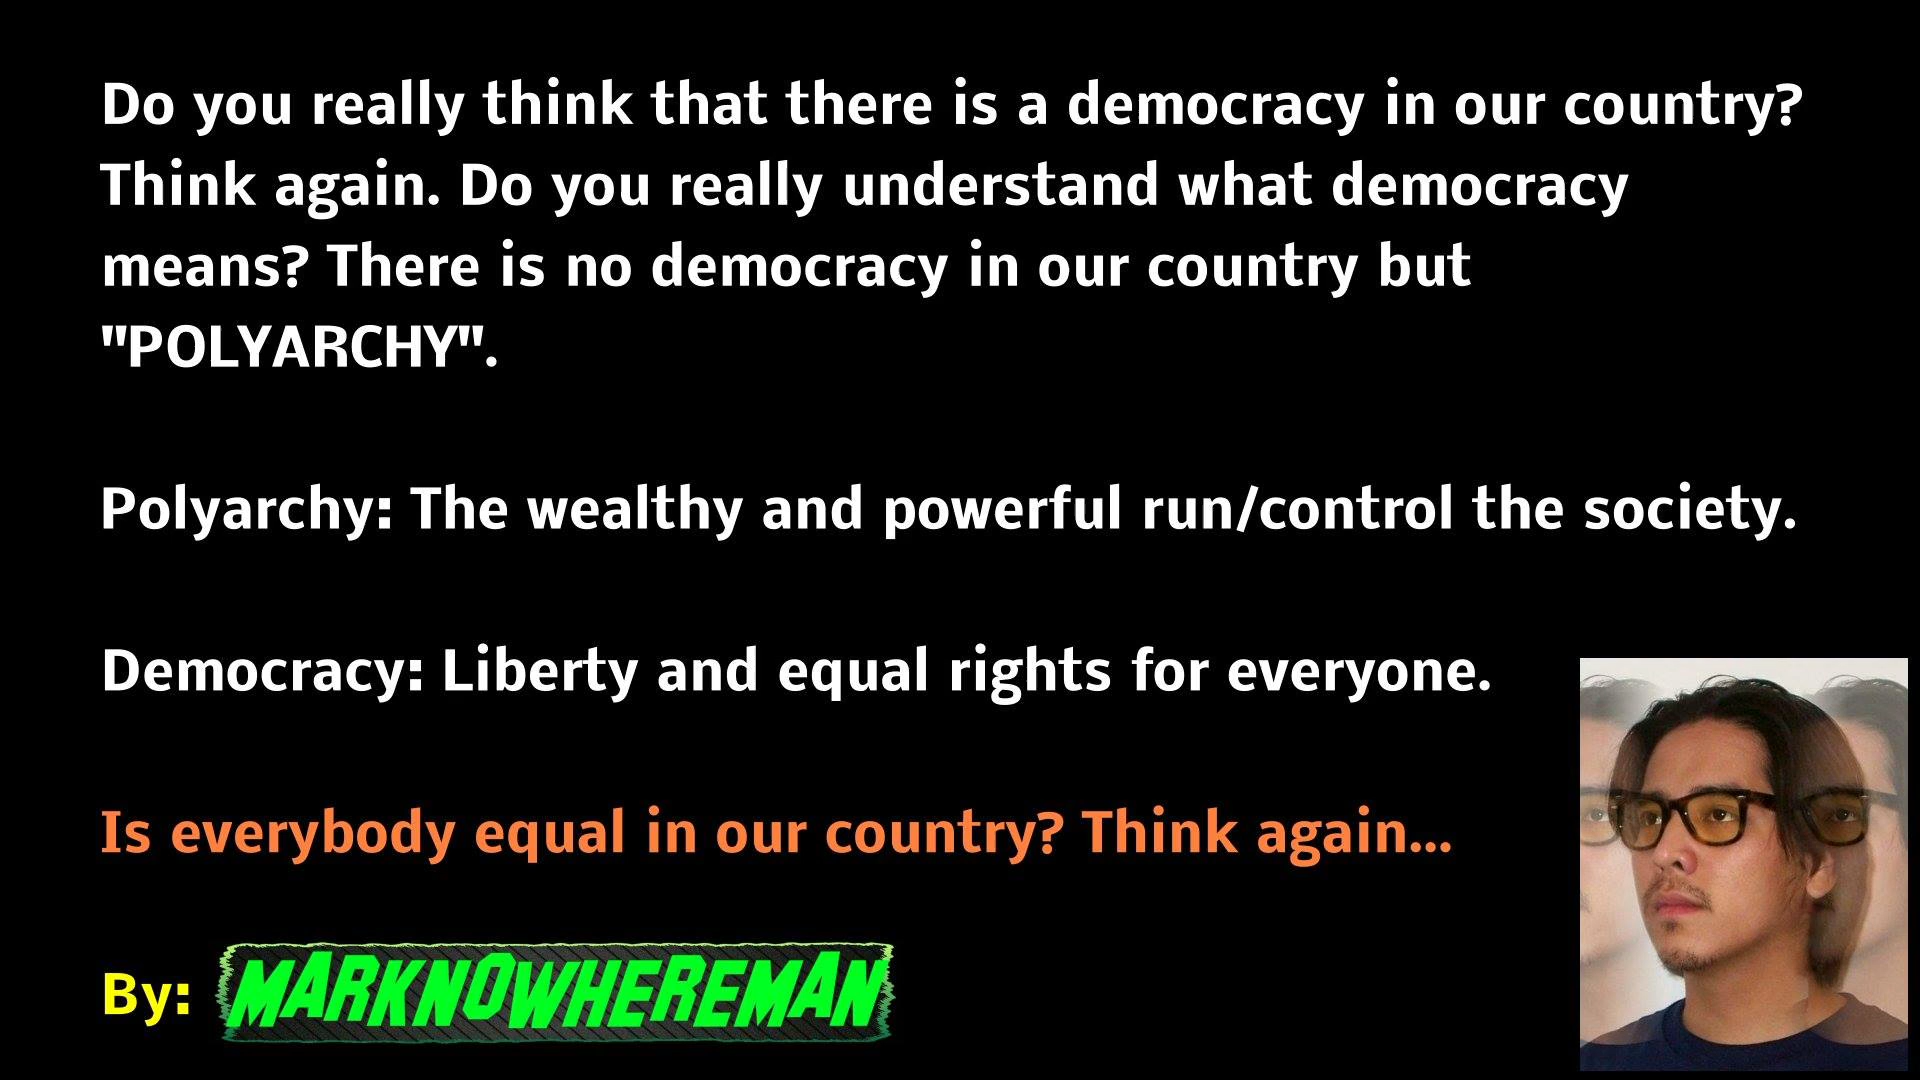 Do you really think that there is a democracy in our country?
Think again. Do you really understand what democracy
means? There is no democracy in our country but
"POLYARCHY".
Polyarchy: The wealthy and powerful run/control the society.
Democracy: Liberty and equal rights for everyone.
Is everybody equal in our country? Think again...
By: MARKNOWHEREMAN